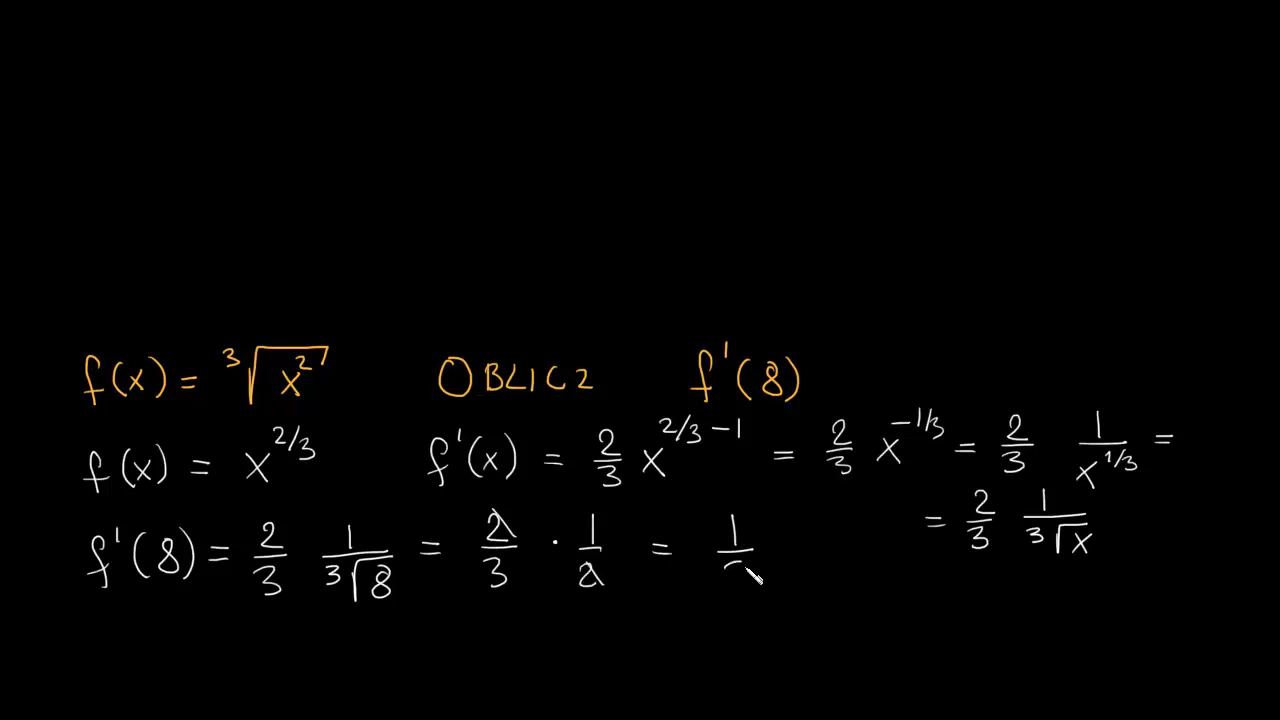 f(x) = ∛(x²) OBLICZ f'(8)
f(x) = x^{2/3} f'(x) = 2/3 x^{2/3 - 1} = 2/3 x^{-1/3} = 2/3 1/x^{1/3} =
= 2/3 1/∛x
f'(8) = 2/3 1/∛8 = 2/3 · 1/2 = 1/